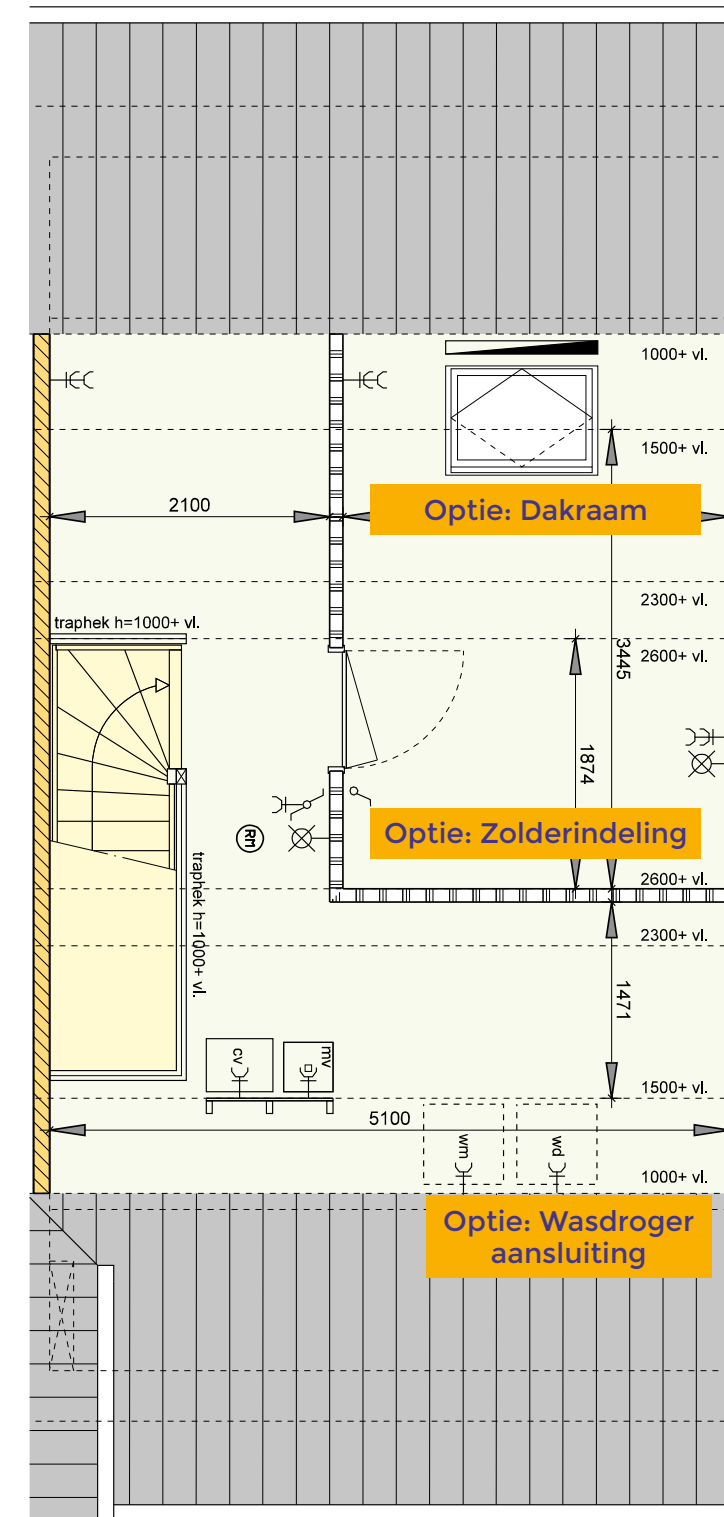 1000+ vl.
1500+ vl.
2100
Optie: Dakraam
2300+ vl.
traphek h=1000+ vl.
3445
2600+ vl.
1874
RM
Optie: Zolderindeling
traphek h=1000+ vl.
2600+ vl.
2300+ vl.
1471
cv
mv
1500+ vl.
5100
wm
wd
1000+ vl.
Optie: Wasdroger
aansluiting